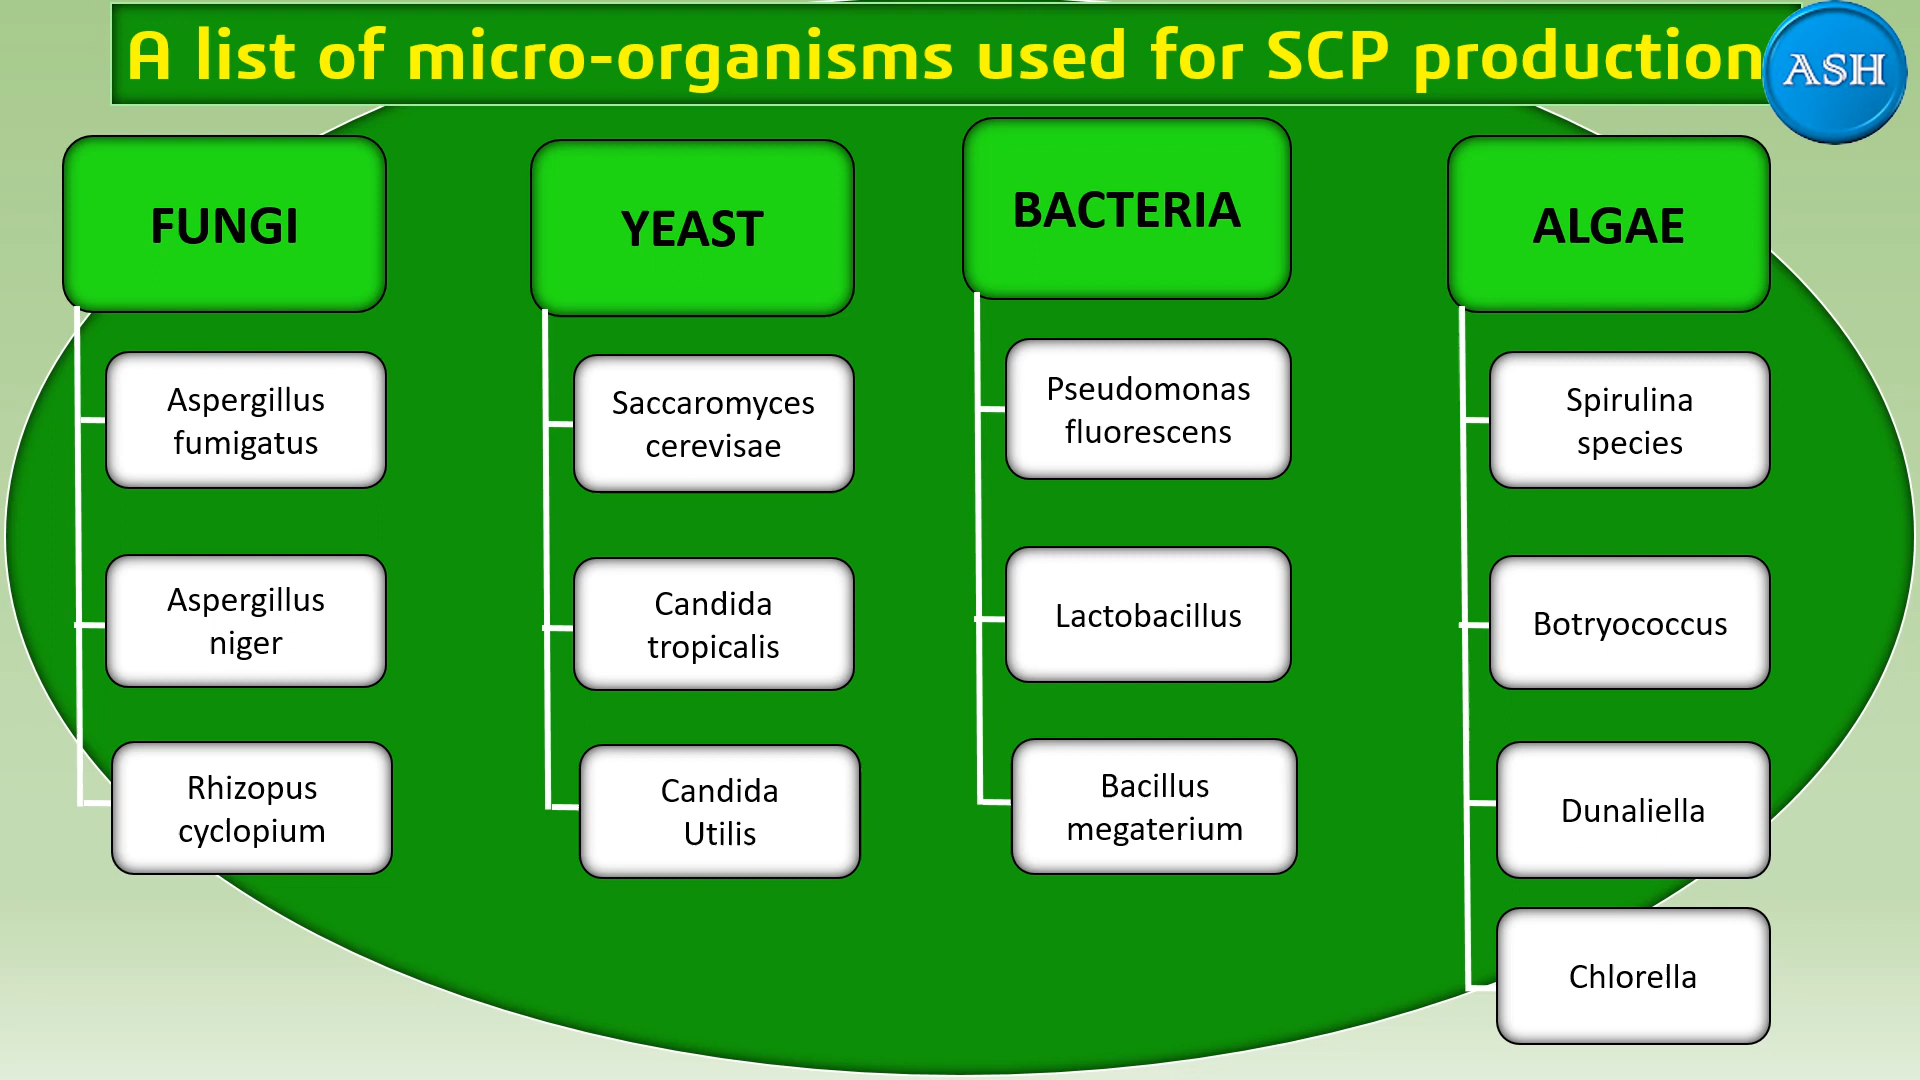 A list of micro-organisms used for SCP production
ASH
FUNGI
Aspergillus
fumigatus
Aspergillus
niger
Rhizopus
cyclopium
YEAST
Saccaromyces
cerevisae
Candida
tropicalis
Candida
Utilis
BACTERIA
Pseudomonas
fluorescens
Lactobacillus
Bacillus
megaterium
ALGAE
Spirulina
species
Botryococcus
Dunaliella
Chlorella